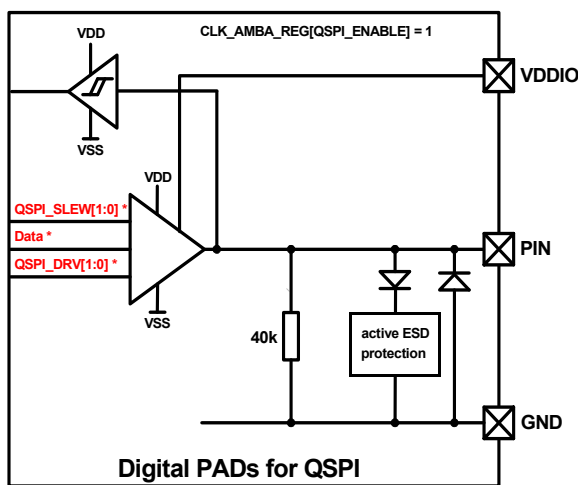 CLK_AMBA_REG[QSPI_ENABLE] = 1
VDD
VDDIO
VSS
QSPI_SLEW[1:0] *
VDD
Data *
PIN
QSPI_DRV[1:0] *
VSS
40k
active ESD
protection
GND
Digital PADs for QSPI